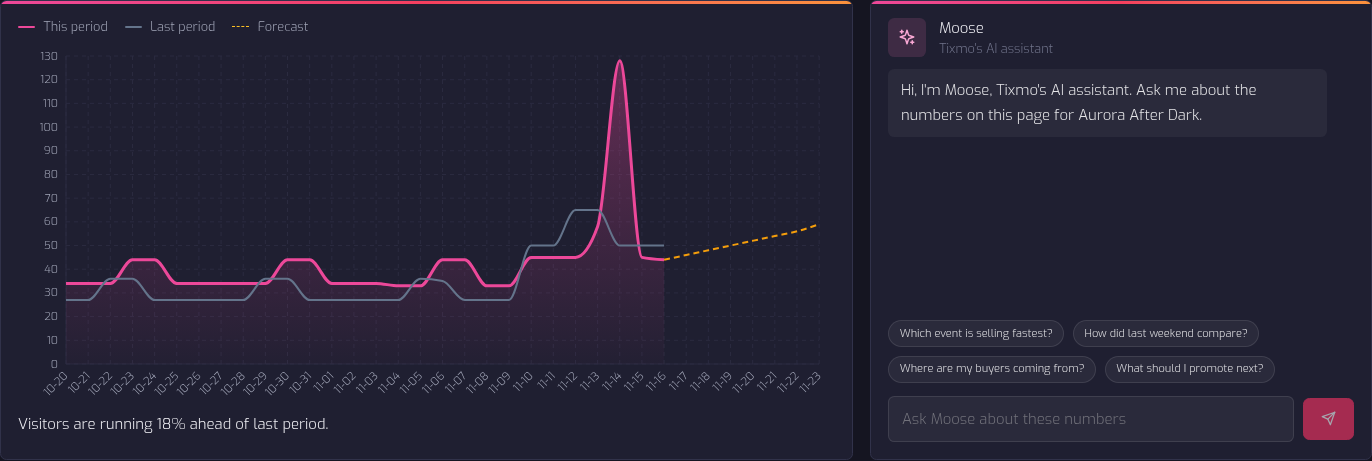 This period Last period Forecast
130
120
110
100
90
80
70
60
50
40
30
20
10
0
10-20 10-21 10-22 10-23 10-24 10-25 10-26 10-27 10-28 10-29 10-30 10-31 11-01 11-02 11-03 11-04 11-05 11-06 11-07 11-08 11-09 11-10 11-11 11-12 11-13 11-14 11-15 11-16 11-17 11-18 11-19 11-20 11-21 11-22 11-23
Visitors are running 18% ahead of last period.
Moose
Tixmo's AI assistant
Hi, I'm Moose, Tixmo's AI assistant. Ask me about the
numbers on this page for Aurora After Dark.
Which event is selling fastest? How did last weekend compare?
Where are my buyers coming from? What should I promote next?
Ask Moose about these numbers